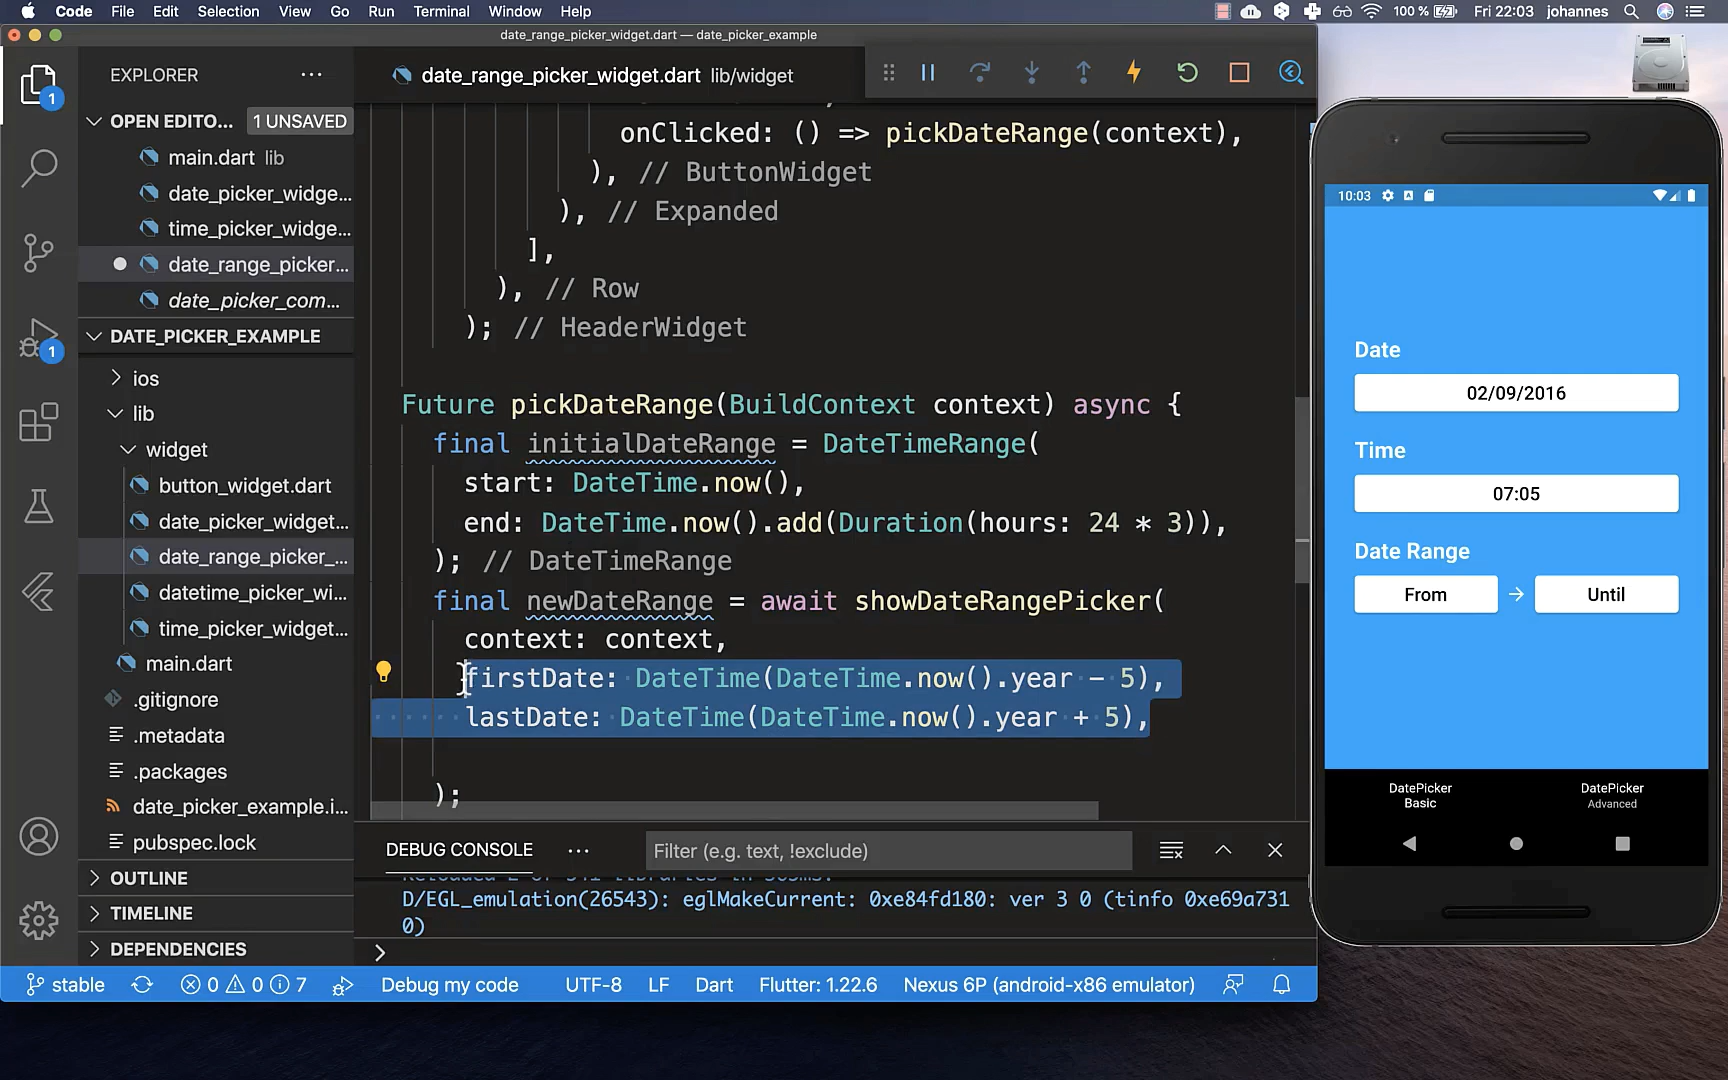 Code File Edit Selection View Go Run Terminal Window Help 100 % Fri 22:03 johannes
date_range_picker_widget.dart — date_picker_example
EXPLORER
OPEN EDITO... 1 UNSAVED
main.dart lib
date_picker_widge...
time_picker_widge...
date_range_picker...
date_picker_com...
DATE_PICKER_EXAMPLE
ios
lib
widget
button_widget.dart
date_picker_widget...
date_range_picker_...
datetime_picker_wi...
time_picker_widget...
main.dart
.gitignore
.metadata
.packages
date_picker_example.i...
pubspec.lock
OUTLINE
TIMELINE
DEPENDENCIES
1
1
date_range_picker_widget.dart lib/widget
onClicked: () => pickDateRange(context),
), // ButtonWidget
), // Expanded
],
), // Row
); // HeaderWidget
Future pickDateRange(BuildContext context) async {
final initialDateRange = DateTimeRange(
start: DateTime.now(),
end: DateTime.now().add(Duration(hours: 24 * 3)),
); // DateTimeRange
final newDateRange = await showDateRangePicker(
context: context,
firstDate: DateTime(DateTime.now().year - 5),
lastDate: DateTime(DateTime.now().year + 5),
);
DEBUG CONSOLE ... Filter (e.g. text, !exclude)
D/EGL_emulation(26543): eglMakeCurrent: 0xe84fd180: ver 3 0 (tinfo 0xe69a731
0)
>
stable 0 0 7 Debug my code UTF-8 LF Dart Flutter: 1.22.6 Nexus 6P (android-x86 emulator)
10:03
Date
02/09/2016
Time
07:05
Date Range
From → Until
DatePicker
Basic
DatePicker
Advanced